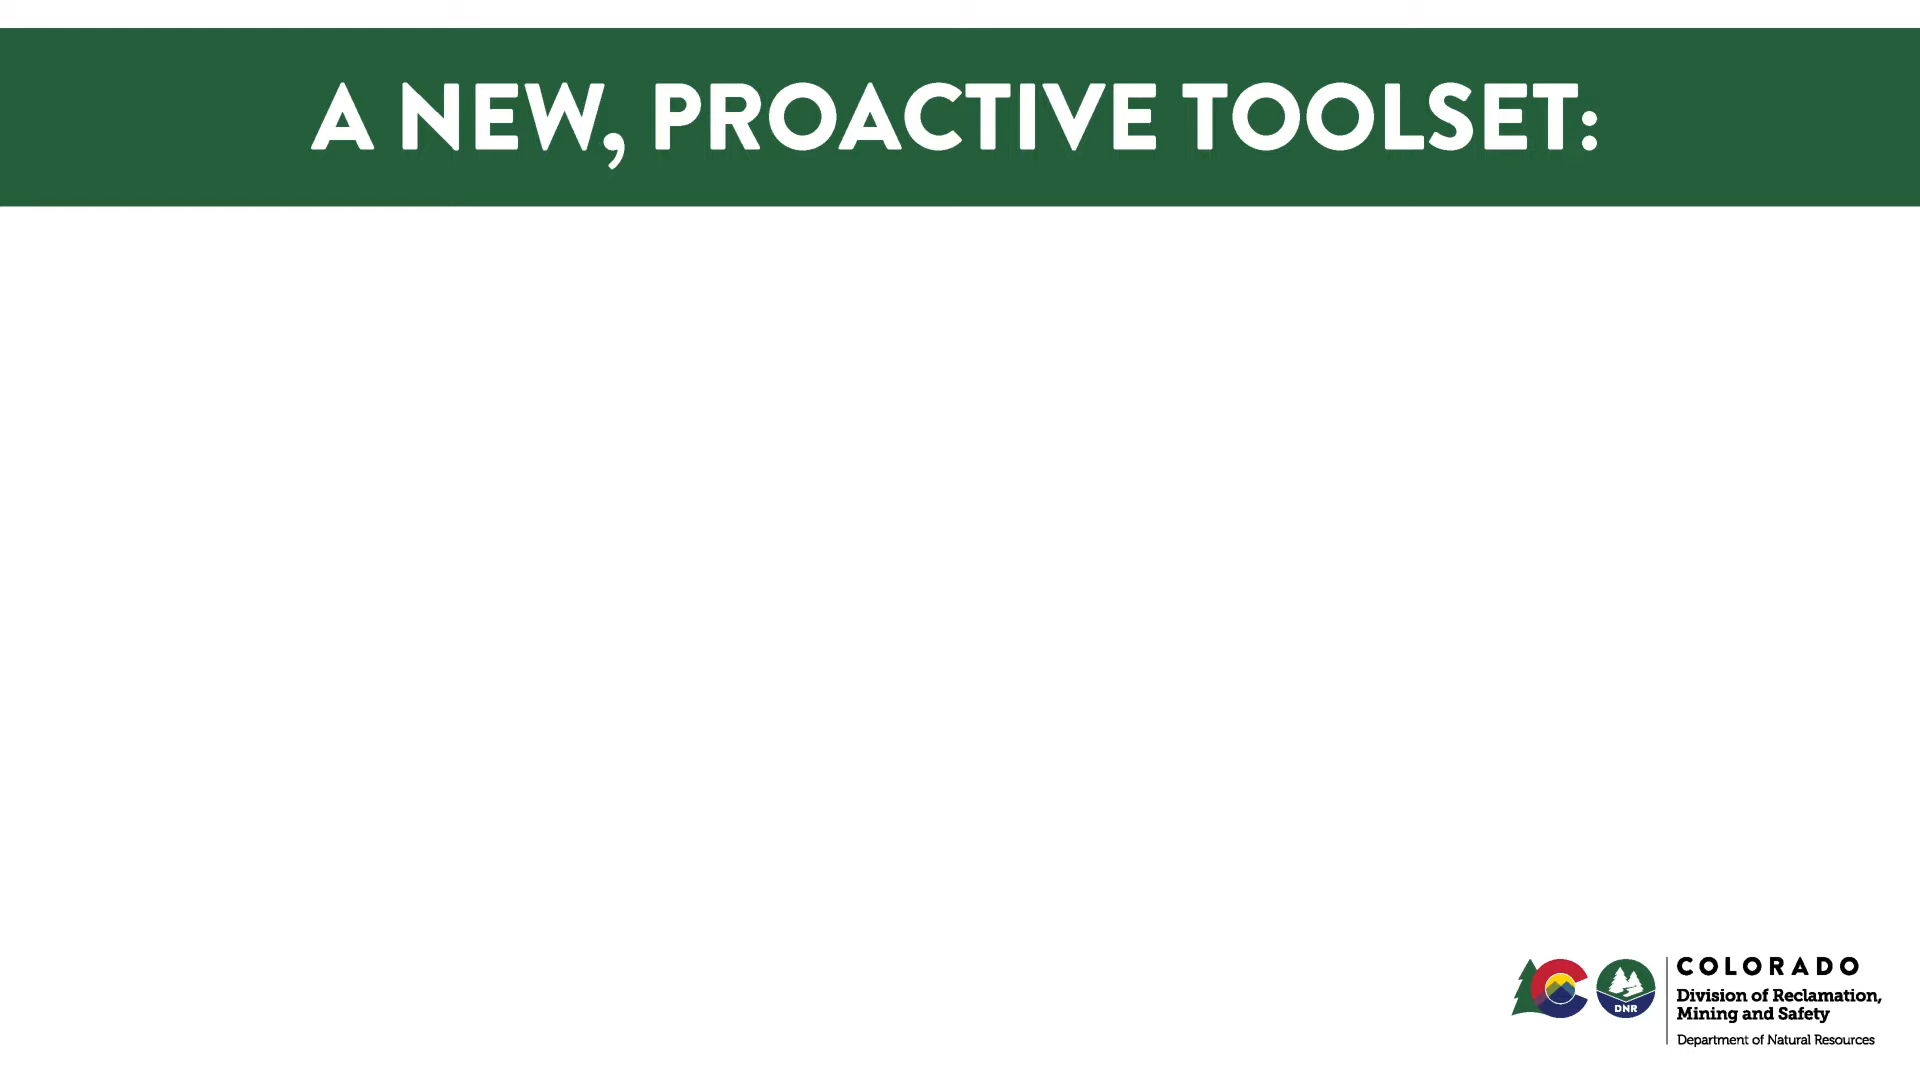 A NEW, PROACTIVE TOOLSET:
COLORADO
Division of Reclamation,
Mining and Safety
Department of Natural Resources
DNR